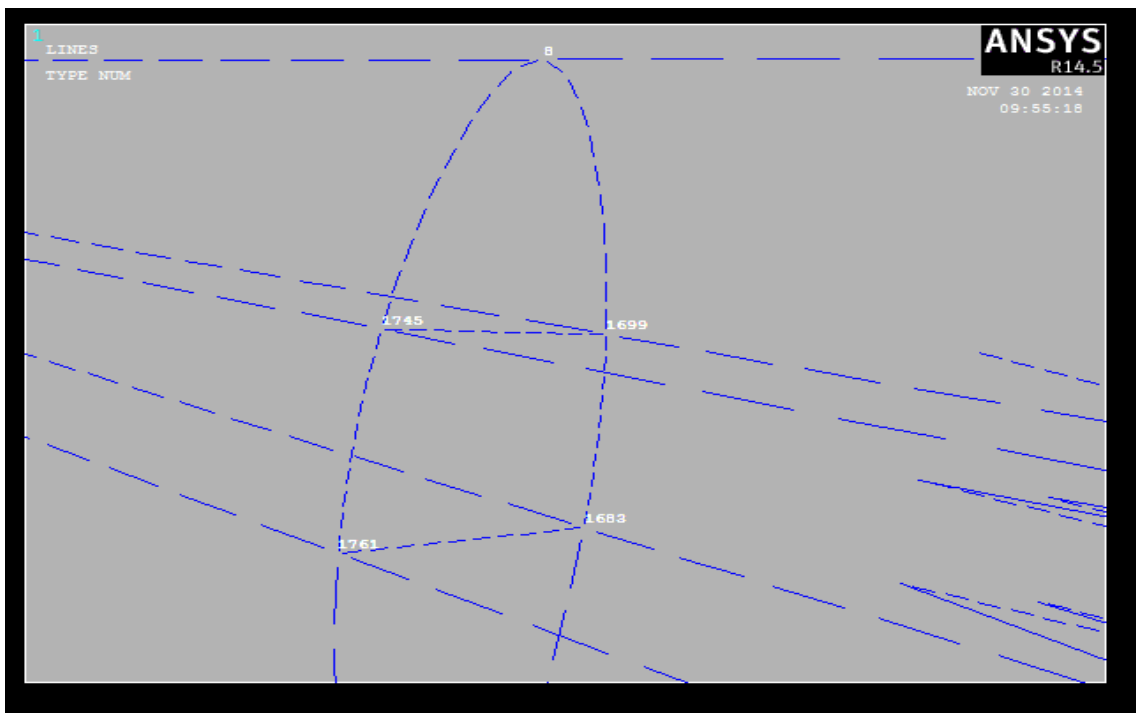 1
LINES
TYPE NUM
ANSYS
R14.5
NOV 30 2014
09:55:18
8
1745
1699
1683
1761